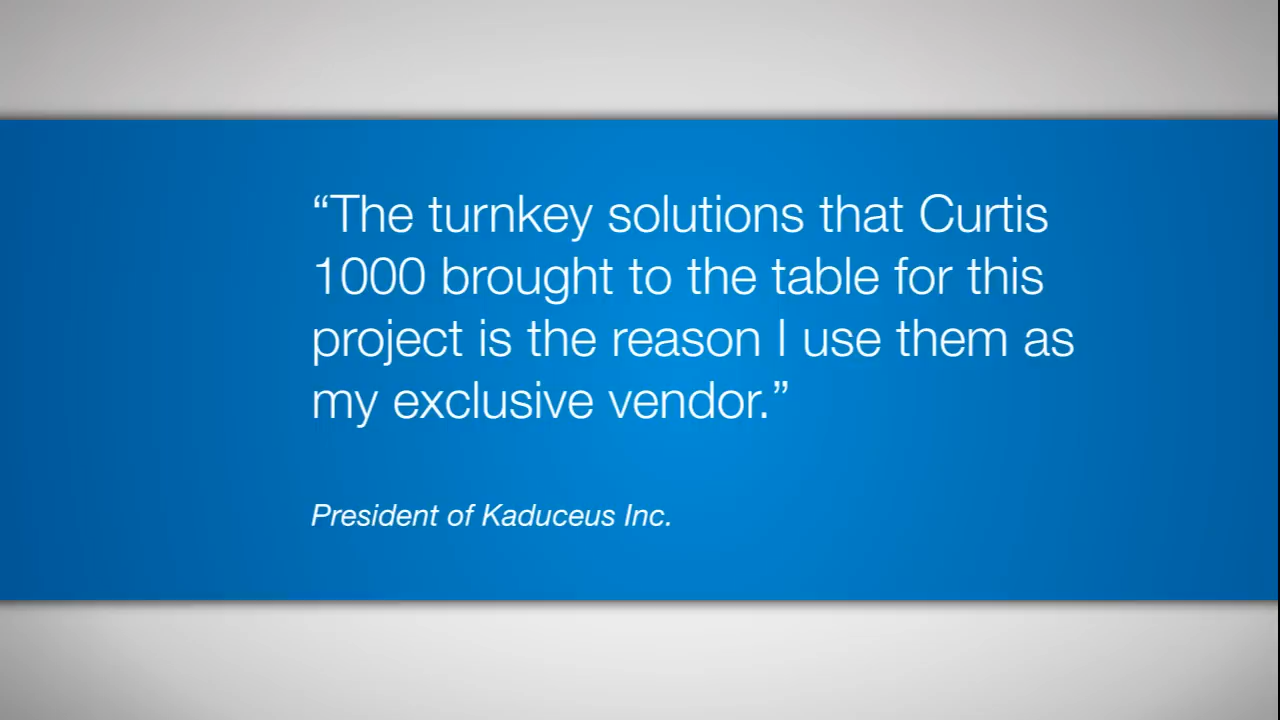 “The turnkey solutions that Curtis
1000 brought to the table for this
project is the reason I use them as
my exclusive vendor.”
President of Kaduceus Inc.